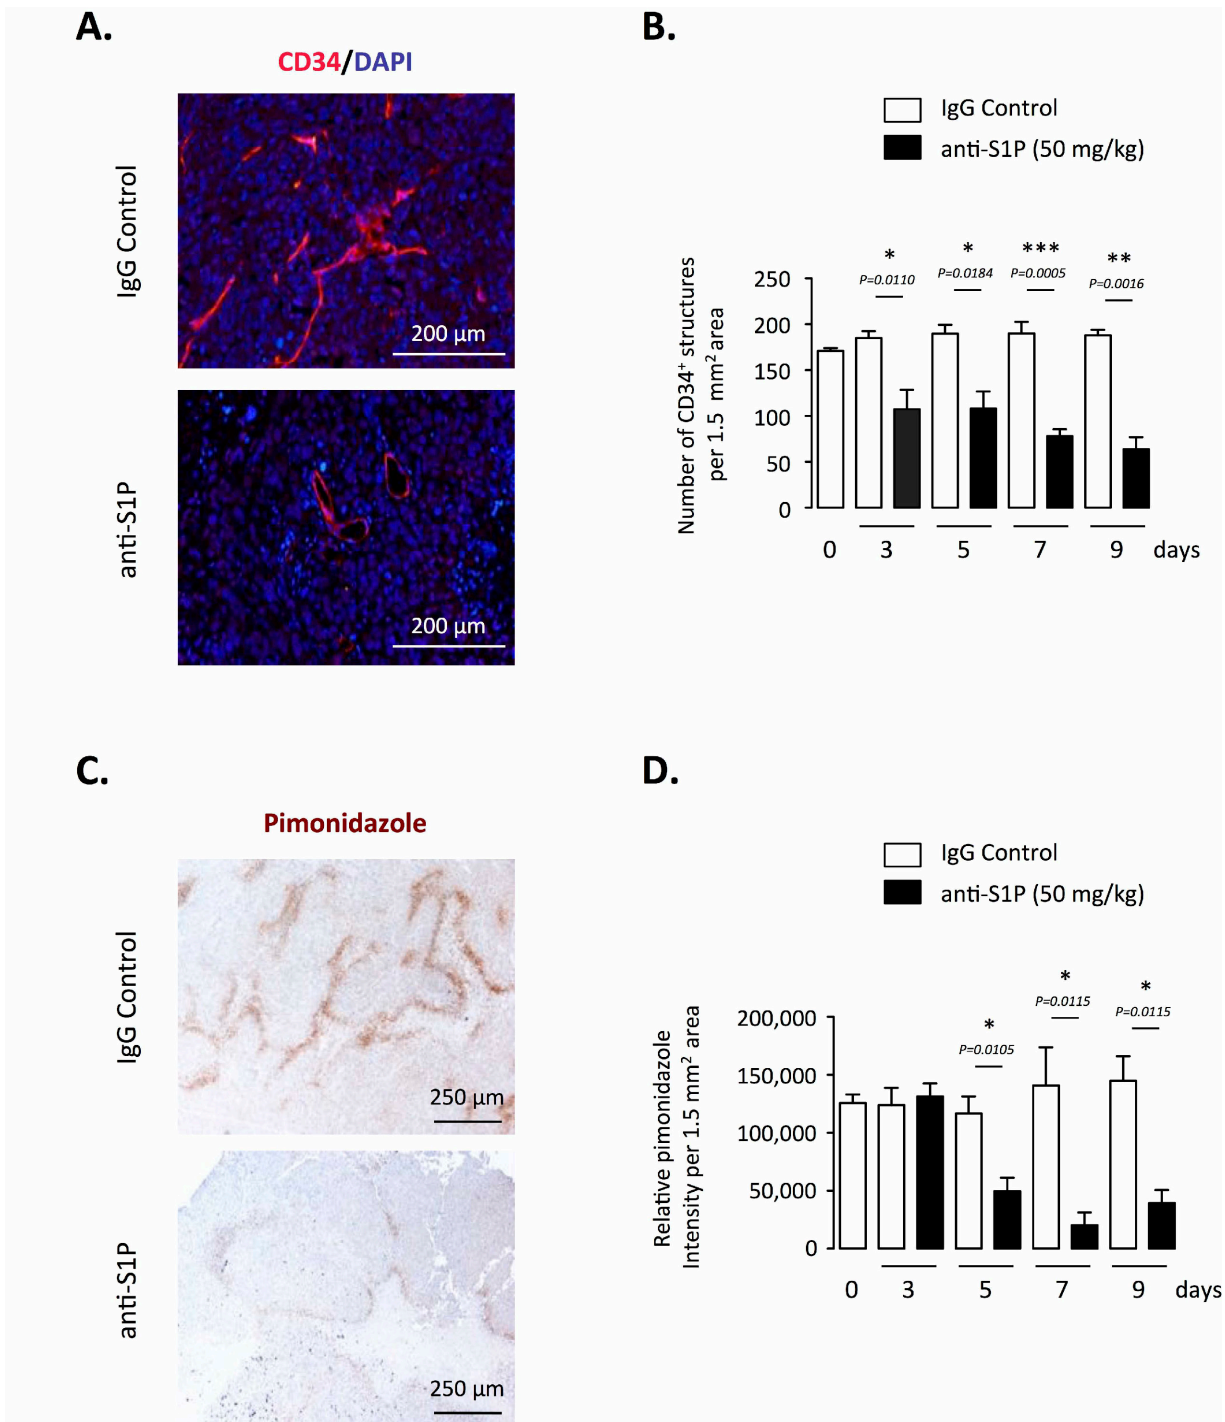 A.
CD34/DAPI
IgG Control
200 µm
anti-S1P
200 µm
B.
IgG Control
anti-S1P (50 mg/kg)
Number of CD34⁺ structures
per 1.5 mm² area
250
200
150
100
50
0
*
P=0.0110
*
P=0.0184
***
P=0.0005
**
P=0.0016
0 3 5 7 9 days
C.
Pimonidazole
IgG Control
250 µm
anti-S1P
250 µm
D.
IgG Control
anti-S1P (50 mg/kg)
Relative pimonidazole
Intensity per 1.5 mm² area
200,000
150,000
100,000
50,000
0
*
P=0.0105
*
P=0.0115
*
P=0.0115
0 3 5 7 9 days